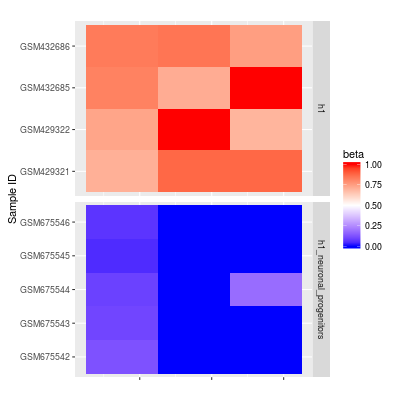 GSM432686
GSM432685
GSM429322
GSM429321
h1
GSM675546
GSM675545
GSM675544
GSM675543
GSM675542
h1_neuronal_progenitors
Sample ID
beta
1.00
0.75
0.50
0.25
0.00